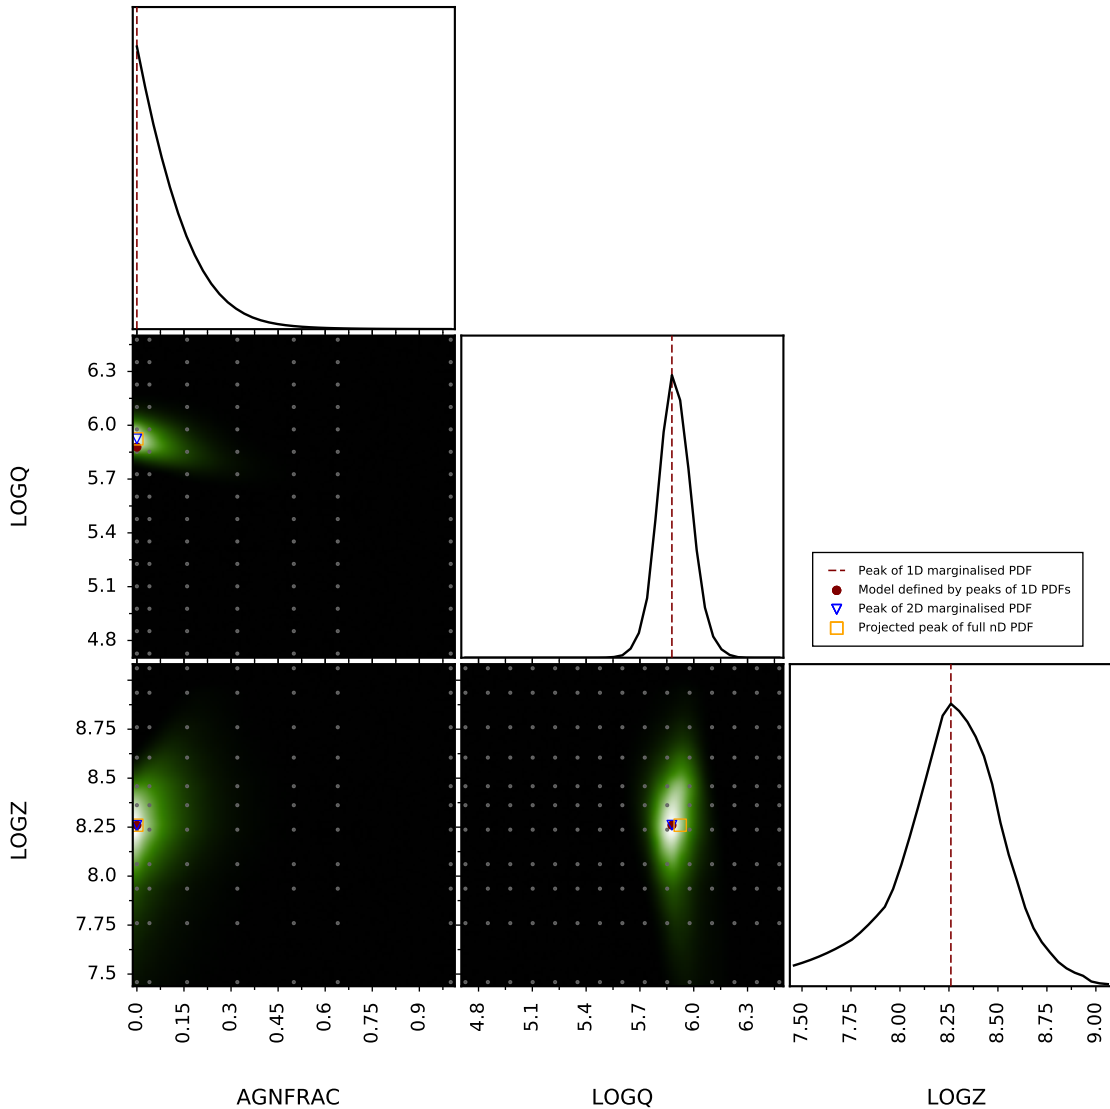 6.3
6.0
5.7
5.4
5.1
4.8
LOGQ
Peak of 1D marginalised PDF
Model defined by peaks of 1D PDFs
Peak of 2D marginalised PDF
Projected peak of full nD PDF
8.75
8.5
8.25
8.0
7.75
7.5
LOGZ
0.0 0.15 0.3 0.45 0.6 0.75 0.9
4.8 5.1 5.4 5.7 6.0 6.3
7.50 7.75 8.00 8.25 8.50 8.75 9.00
AGNFRAC LOGQ LOGZ